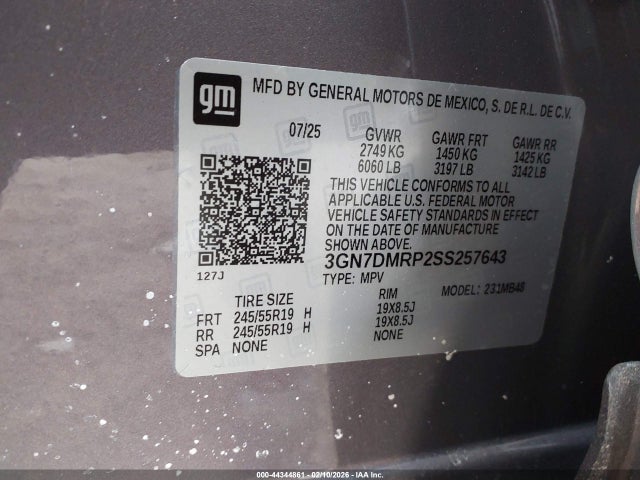 gm
MFD BY GENERAL MOTORS DE MEXICO, S. DE R.L. DE C.V.
07/25 GVWR GAWR FRT GAWR RR
2749 KG 1450 KG 1425 KG
6060 LB 3197 LB 3142 LB
THIS VEHICLE CONFORMS TO ALL
APPLICABLE U.S. FEDERAL MOTOR
VEHICLE SAFETY STANDARDS IN EFFECT
ON THE DATE OF MANUFACTURE
SHOWN ABOVE.
3GN7DMRP2SS257643
127J TYPE: MPV MODEL: 231MB48
TIRE SIZE RIM
FRT 245/55R19 H 19X8.5J
RR 245/55R19 H 19X8.5J
SPA NONE NONE
000-44344861 - 02/10/2026 - IAA Inc.